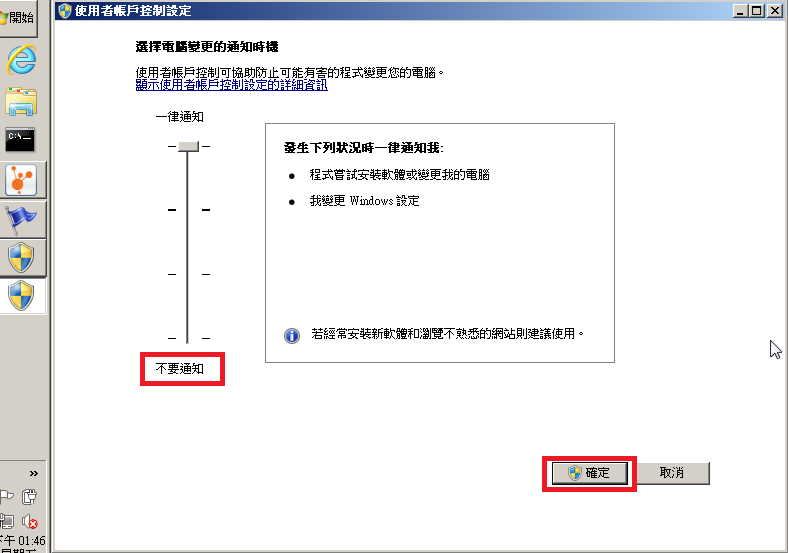 開始
使用者帳戶控制設定
選擇電腦變更的通知時機
使用者帳戶控制可協助防止可能有害的程式變更您的電腦。
顯示使用者帳戶控制設定的詳細資訊
一律通知
發生下列狀況時一律通知我:
程式嘗試安裝軟體或變更我的電腦
我變更 Windows 設定
若經常安裝新軟體和瀏覽不熟悉的網站則建議使用。
不要通知
確定
取消
C:\
»
下午 01:46